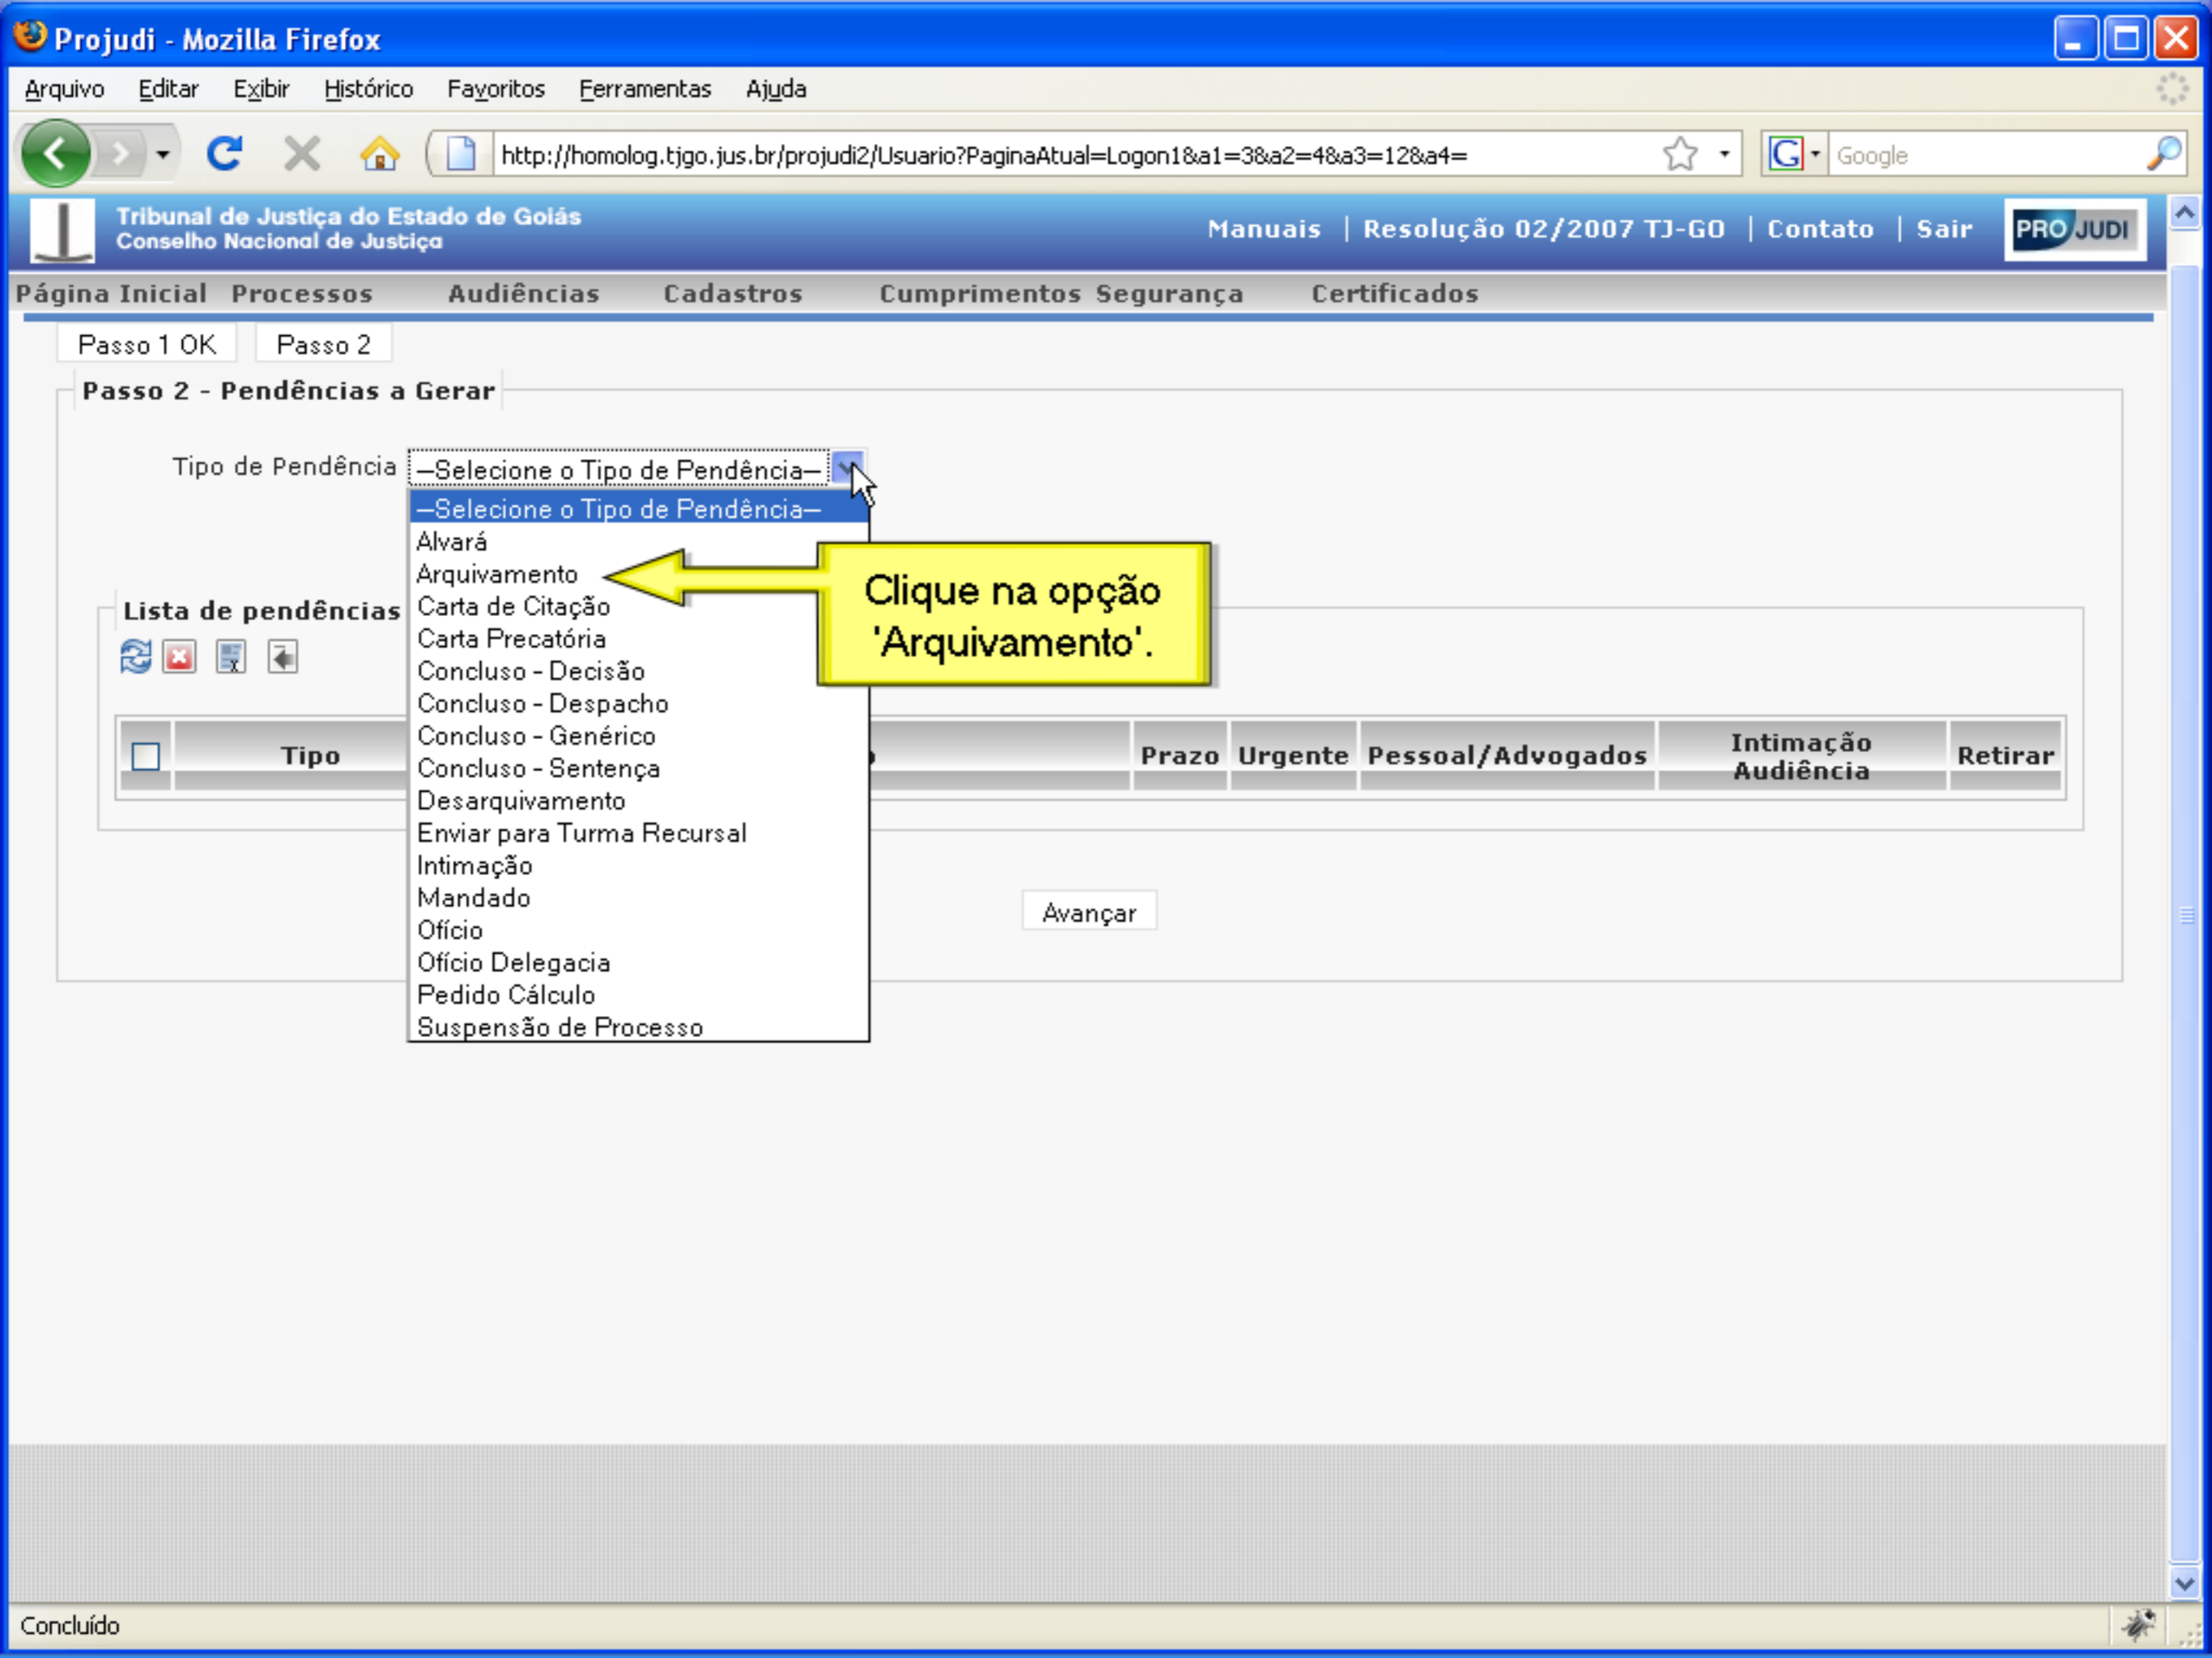 Projudi - Mozilla Firefox
Arquivo Editar Exibir Histórico Favoritos Ferramentas Ajuda
http://homolog.tjgo.jus.br/projudi2/Usuario?PaginaAtual=Logon1&a1=3&a2=4&a3=12&a4=
G Google
Tribunal de Justiça do Estado de Goiás
Conselho Nacional de Justiça
Manuais | Resolução 02/2007 TJ-GO | Contato | Sair
PROJUDI
Página Inicial Processos Audiências Cadastros Cumprimentos Segurança Certificados
Passo 1 OK Passo 2
Passo 2 - Pendências a Gerar
Tipo de Pendência --Selecione o Tipo de Pendência--
--Selecione o Tipo de Pendência--
Alvará
Arquivamento
Carta de Citação
Carta Precatória
Concluso - Decisão
Concluso - Despacho
Concluso - Genérico
Concluso - Sentença
Desarquivamento
Enviar para Turma Recursal
Intimação
Mandado
Ofício
Ofício Delegacia
Pedido Cálculo
Suspensão de Processo
Clique na opção
'Arquivamento'.
Lista de pendências
Tipo Prazo Urgente Pessoal/Advogados Intimação Audiência Retirar
Avançar
Concluído